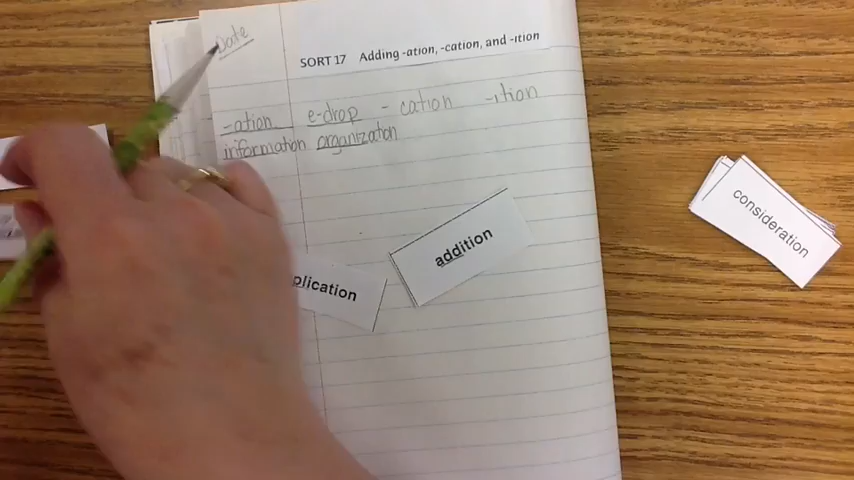 Date
SORT 17 Adding -ation, -cation, and -ition
-ation e-drop - cation -ition
information organization
addition
plication
consideration